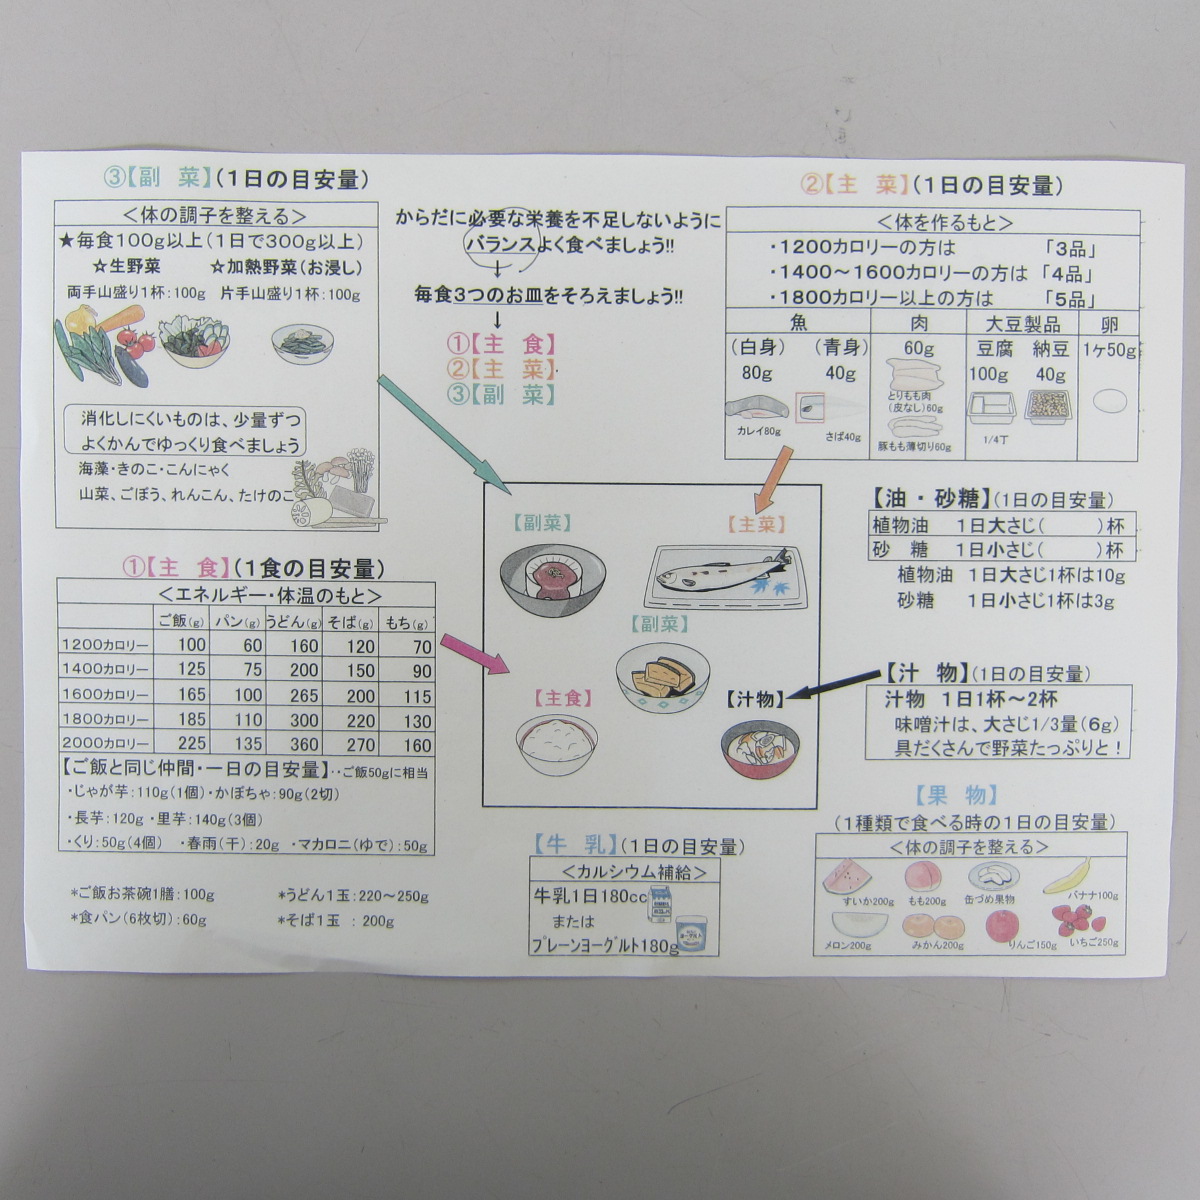 ③【副 菜】(1日の目安量)
＜体の調子を整える＞
★毎食100g以上(1日で300g以上)
☆生野菜 ☆加熱野菜(お浸し)
両手山盛り1杯:100g 片手山盛り1杯:100g
消化しにくいものは、少量ずつ
よくかんでゆっくり食べましょう
海藻・きのこ・こんにゃく
山菜、ごぼう、れんこん、たけのこ
からだに必要な栄養を不足しないように
バランスよく食べましょう!!
↓
毎食3つのお皿をそろえましょう!!
↓
①【主 食】
②【主 菜】
③【副 菜】
②【主 菜】(1日の目安量)
＜体を作るもと＞
・1200カロリーの方は 「3品」
・1400～1600カロリーの方は 「4品」
・1800カロリー以上の方は 「5品」
魚 肉 大豆製品 卵
(白身) (青身) 60g 豆腐 納豆 1ケ50g
80g 40g 100g 40g
とりもも肉
(皮なし)60g
カレイ80g さば40g 豚もも薄切り60g 1/4丁
①【主 食】(1食の目安量)
＜エネルギー・体温のもと＞
ご飯(g) パン(g) うどん(g) そば(g) もち(g)
1200カロリー 100 60 160 120 70
1400カロリー 125 75 200 150 90
1600カロリー 165 100 265 200 115
1800カロリー 185 110 300 220 130
2000カロリー 225 135 360 270 160
【ご飯と同じ仲間・一日の目安量】‥ご飯50gに相当
・じゃが芋:110g(1個)・かぼちゃ:90g(2切)
・長芋:120g ・里芋:140g(3個)
・くり:50g(4個) ・春雨(干):20g ・マカロニ(ゆで):50g
*ご飯お茶碗1膳:100g *うどん1玉:220～250g
*食パン(6枚切):60g *そば1玉 : 200g
【副菜】 【主菜】
【副菜】
【主食】 【汁物】
【油・砂糖】(1日の目安量)
植物油 1日大さじ( )杯
砂 糖 1日小さじ( )杯
植物油 1日大さじ1杯は10g
砂糖 1日小さじ1杯は3g
【汁 物】(1日の目安量)
汁物 1日1杯～2杯
味噌汁は、大さじ1/3量(6g)
具だくさんで野菜たっぷりと!
【牛 乳】(1日の目安量)
＜カルシウム補給＞
牛乳1日180cc
または
プレーンヨーグルト180g
【果 物】
(1種類で食べる時の1日の目安量)
＜体の調子を整える＞
すいか200g もも200g 缶づめ果物 バナナ100g
メロン200g みかん200g りんご150g いちご250g